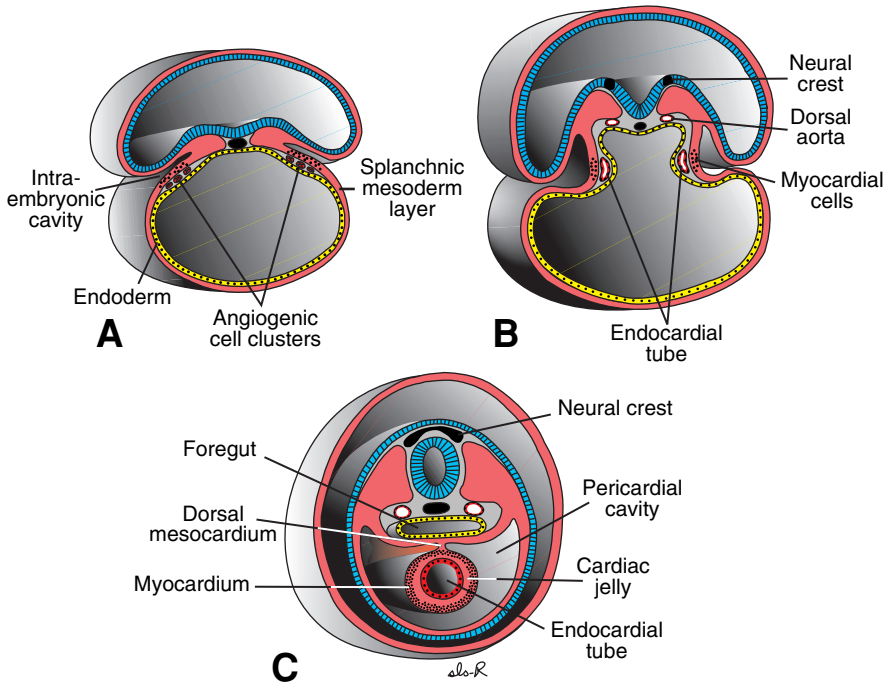 Neural
crest
Dorsal
aorta
Myocardial
cells
Intra-
embryonic
cavity
Splanchnic
mesoderm
layer
Endoderm
Angiogenic
cell clusters
A
Endocardial
tube
B
Neural crest
Foregut
Pericardial
cavity
Dorsal
mesocardium
Myocardium
Cardiac
jelly
Endocardial
tube
C
sls-R